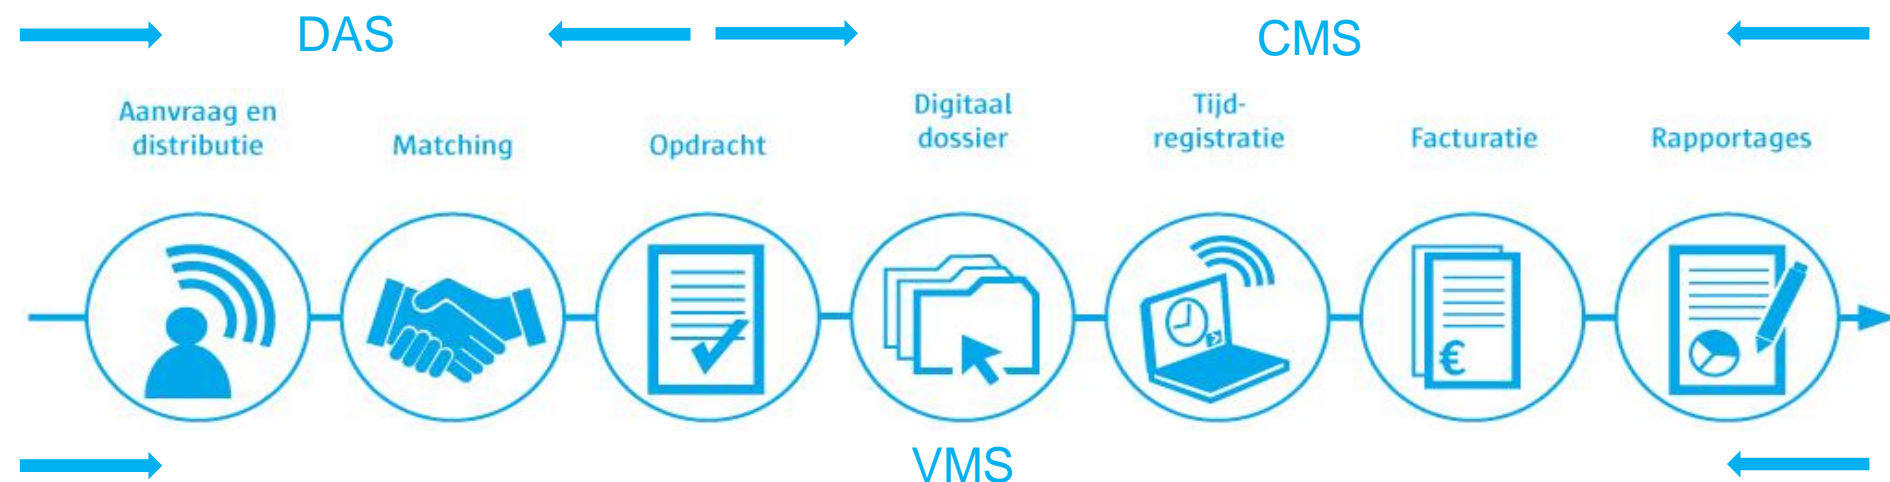 DAS
CMS
Aanvraag en
distributie
Matching
Opdracht
Digitaal
dossier
Tijd-
registratie
Facturatie
Rapportages
€
VMS